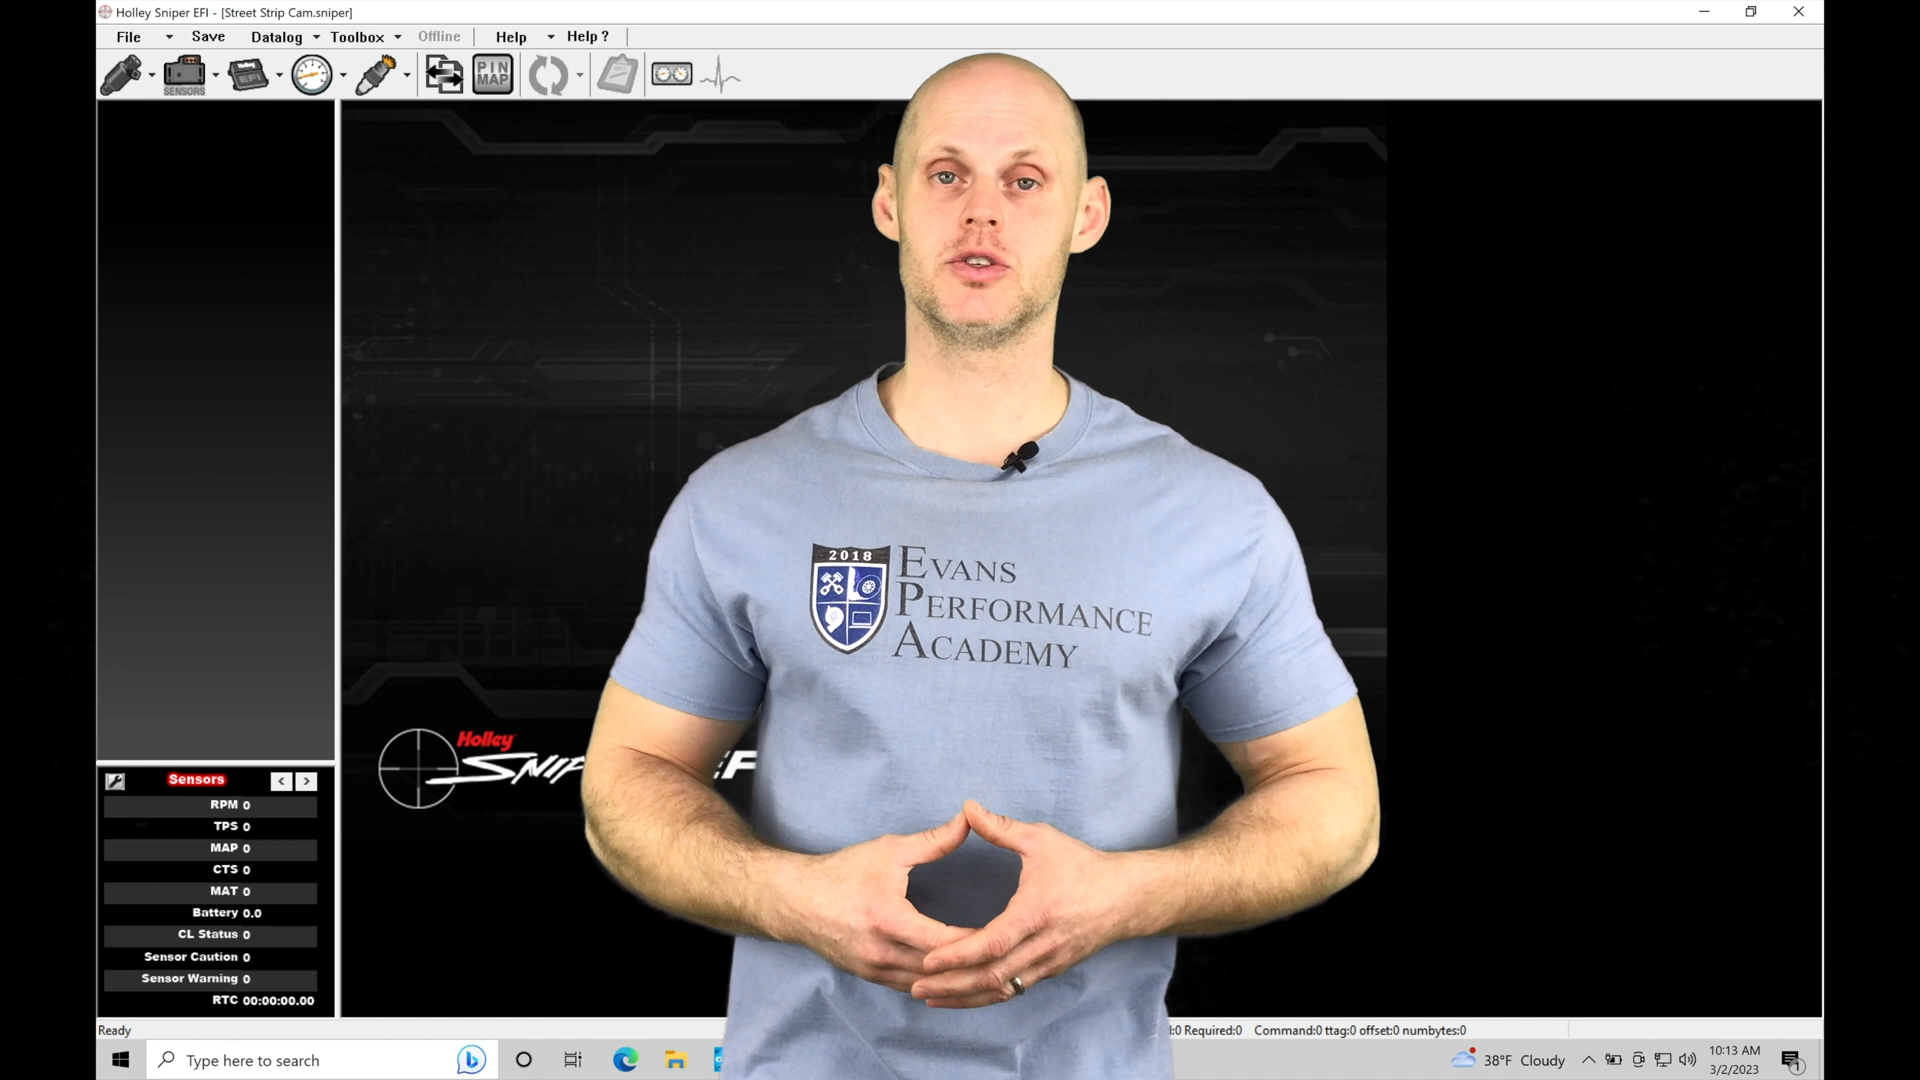 Holley Sniper EFI - [Street Strip Cam.sniper]
File Save Datalog Toolbox Offline Help Help ?
SENSORS
EFI
PIN
MAP
2018
EVANS
PERFORMANCE
ACADEMY
Holley
Sensors
RPM 0
TPS 0
MAP 0
CTS 0
MAT 0
Battery 0.0
CL Status 0
Sensor Caution 0
Sensor Warning 0
RTC 00:00:00.00
Ready
:0 Required:0 Command:0 ttag:0 offset:0 numbytes:0
Type here to search
38°F Cloudy
10:13 AM
3/2/2023
1